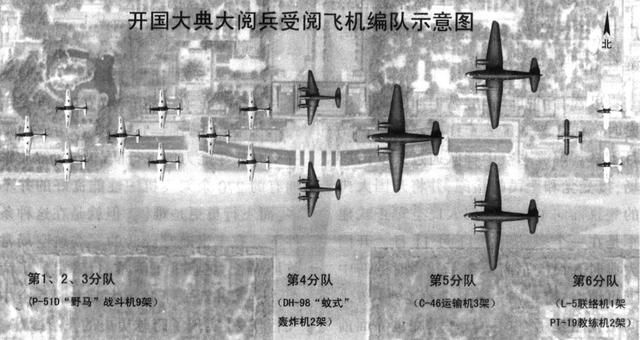 开国大典大阅兵受阅飞机编队示意图
北
第1、2、3分队
(P-51D“野马”战斗机9架)
第4分队
(DH-98“蚊式”
轰炸机2架)
第5分队
(C-46运输机3架)
第6分队
(L-5联络机1架
PT-19教练机2架)